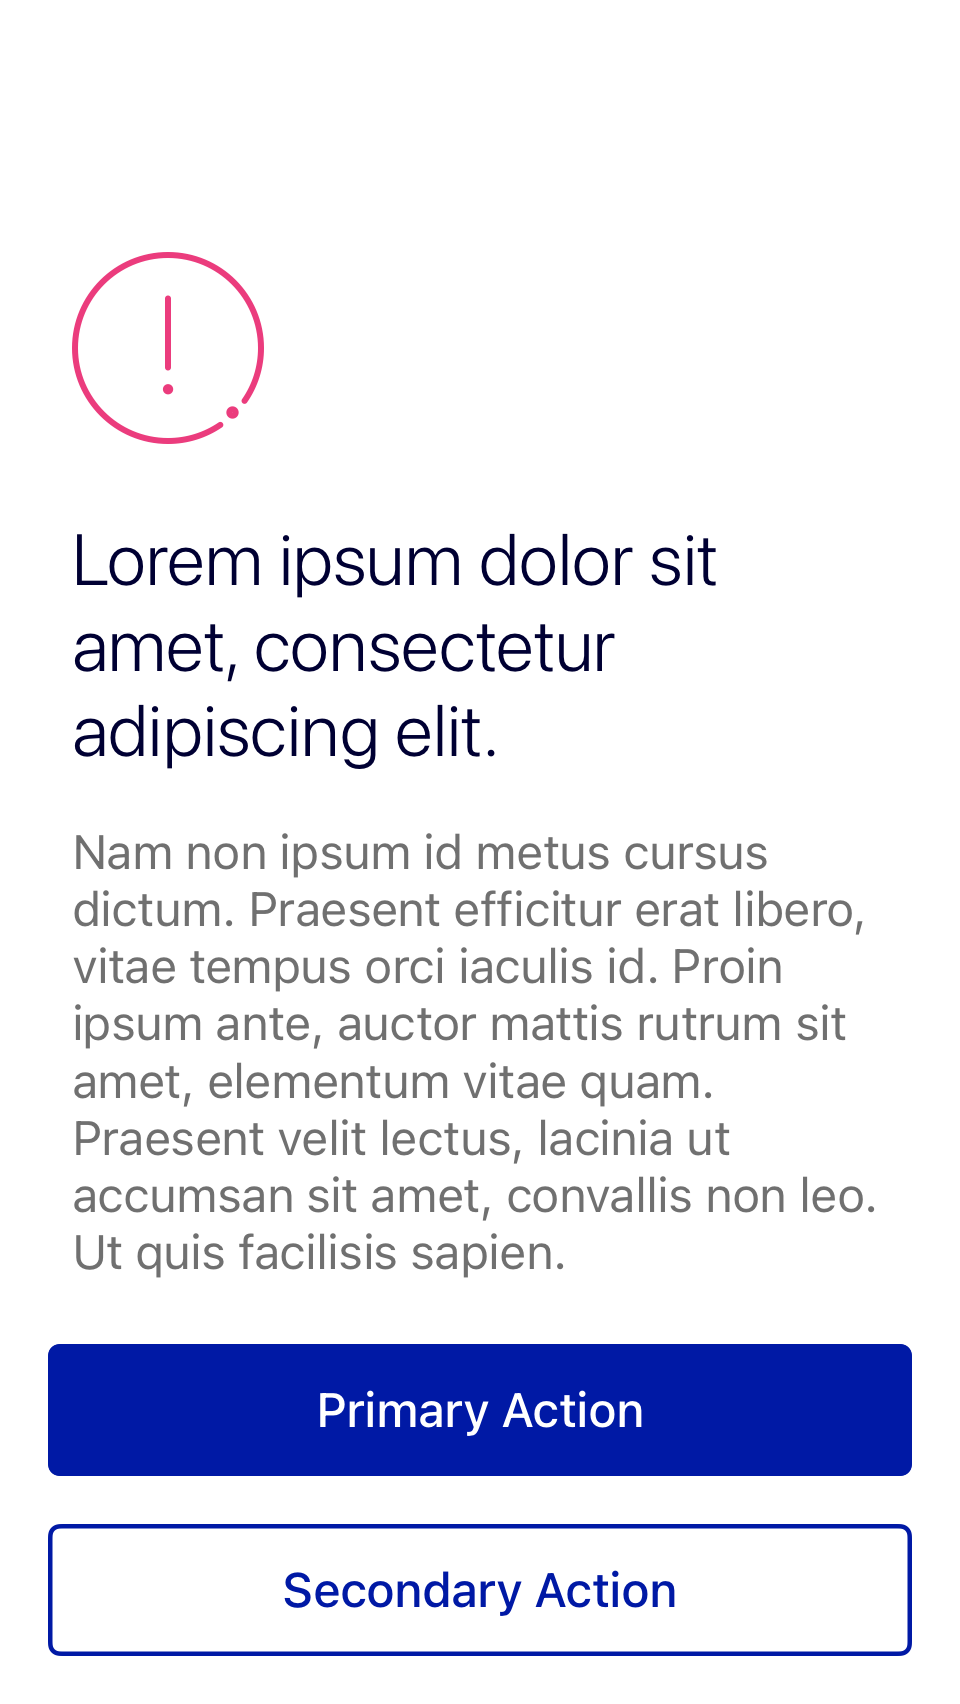 Lorem ipsum dolor sit
amet, consectetur
adipiscing elit.
Nam non ipsum id metus cursus
dictum. Praesent efficitur erat libero,
vitae tempus orci iaculis id. Proin
ipsum ante, auctor mattis rutrum sit
amet, elementum vitae quam.
Praesent velit lectus, lacinia ut
accumsan sit amet, convallis non leo.
Ut quis facilisis sapien.
Primary Action
Secondary Action